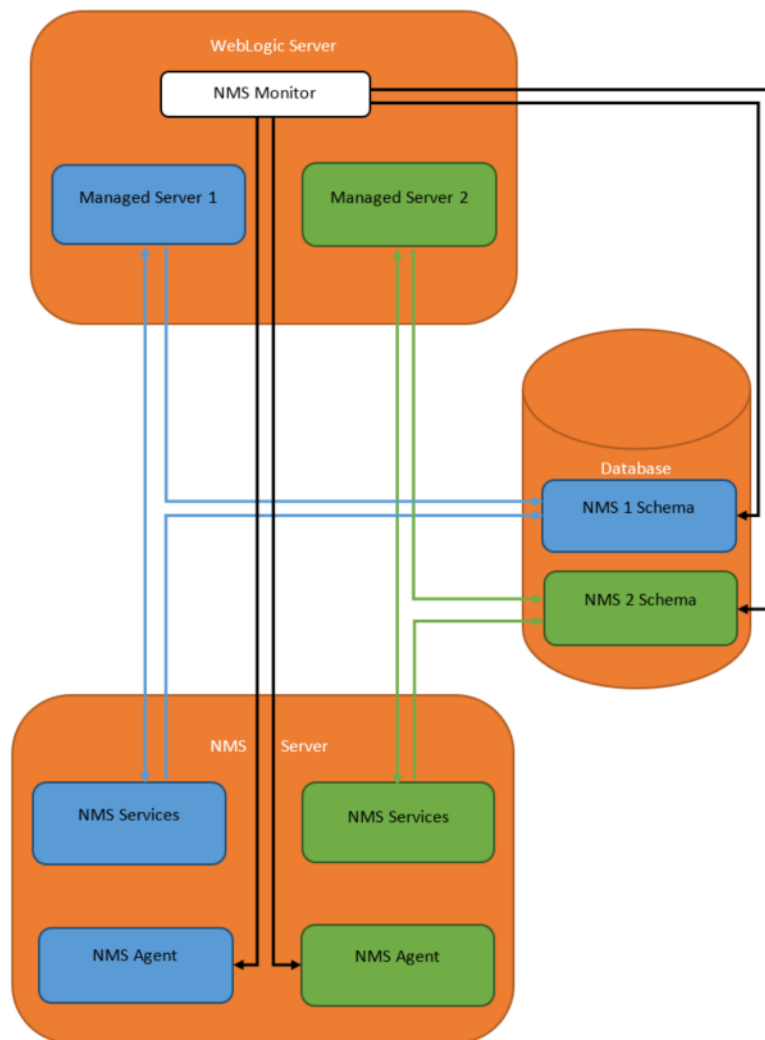 WebLogic Server
NMS Monitor
Managed Server 1
Managed Server 2
Database
NMS 1 Schema
NMS 2 Schema
NMS Server
NMS Services
NMS Services
NMS Agent
NMS Agent